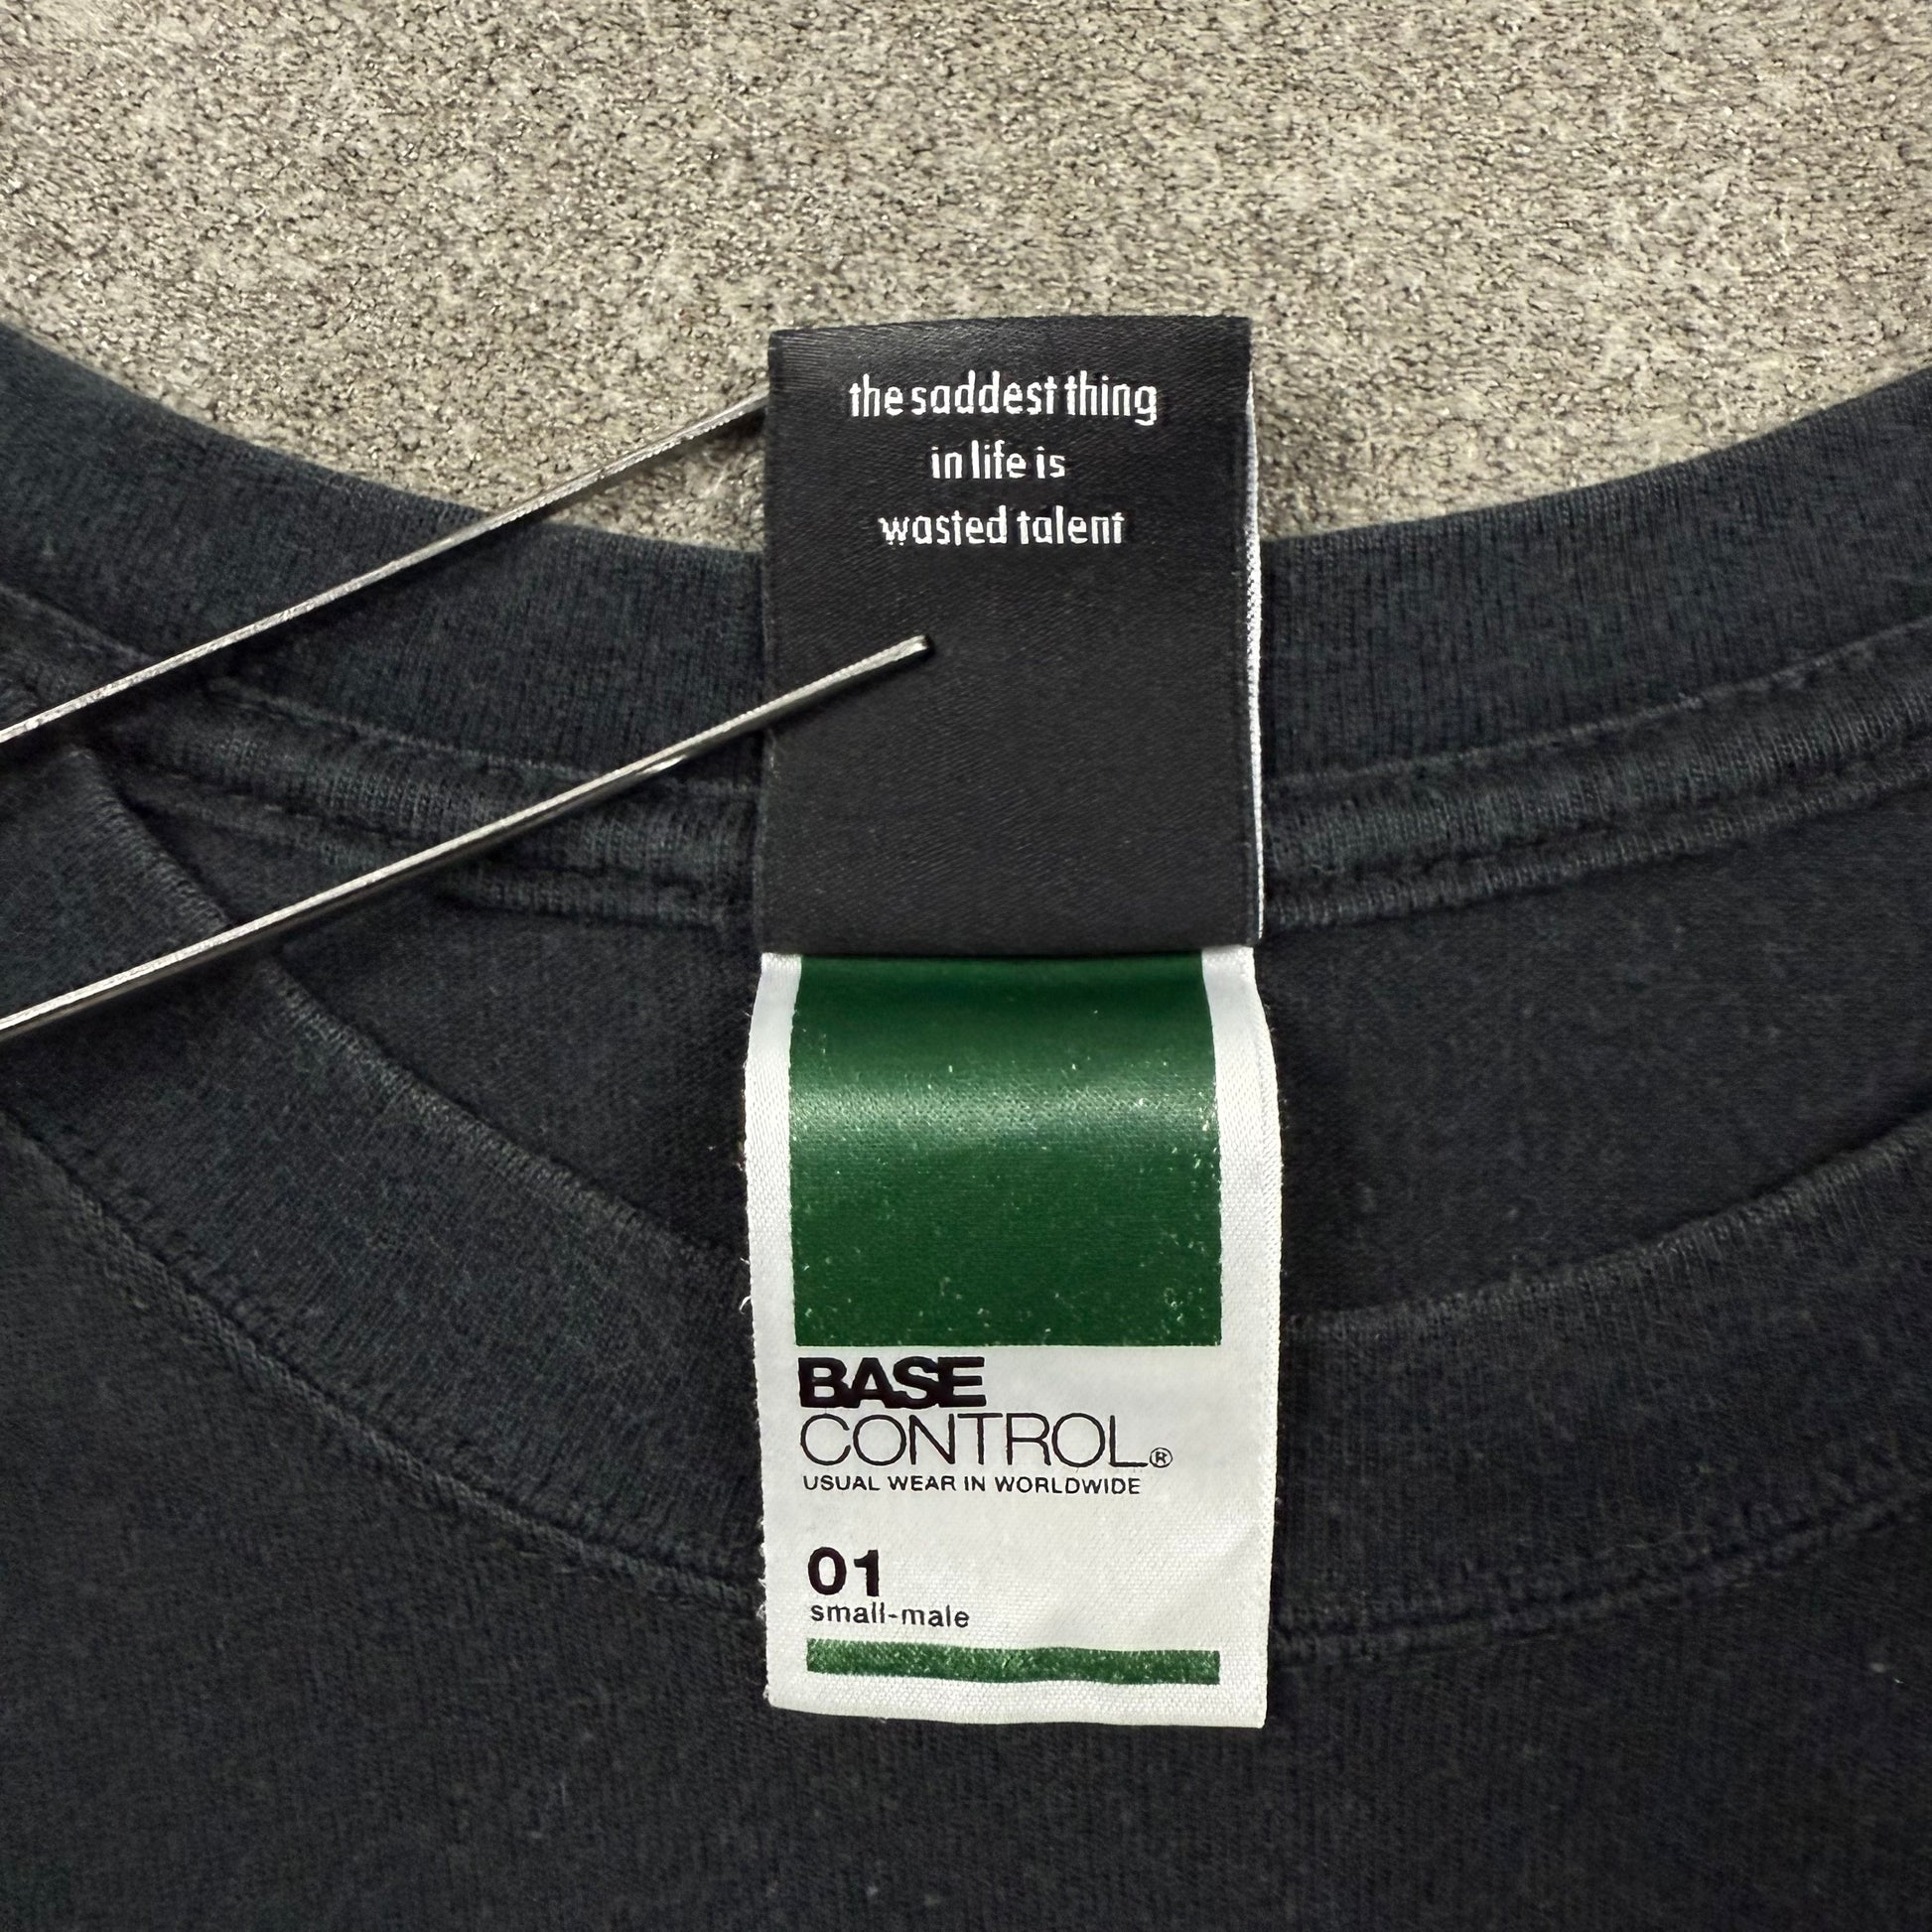 the saddest thing
in life is
wasted talent
BASE
CONTROL®
USUAL WEAR IN WORLDWIDE
01
small-male